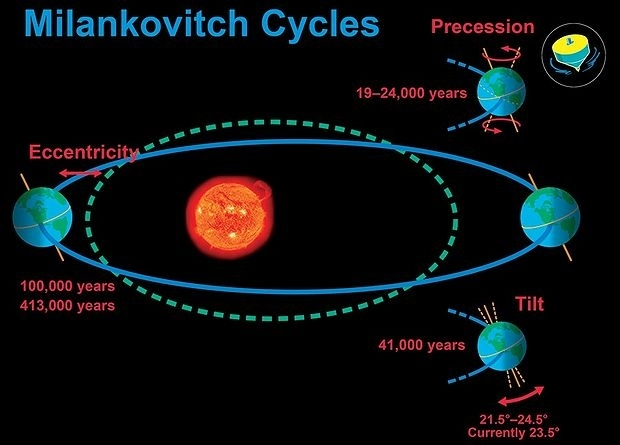 Milankovitch Cycles
Precession
19–24,000 years
Eccentricity
100,000 years
413,000 years
Tilt
41,000 years
21.5°–24.5°
Currently 23.5°